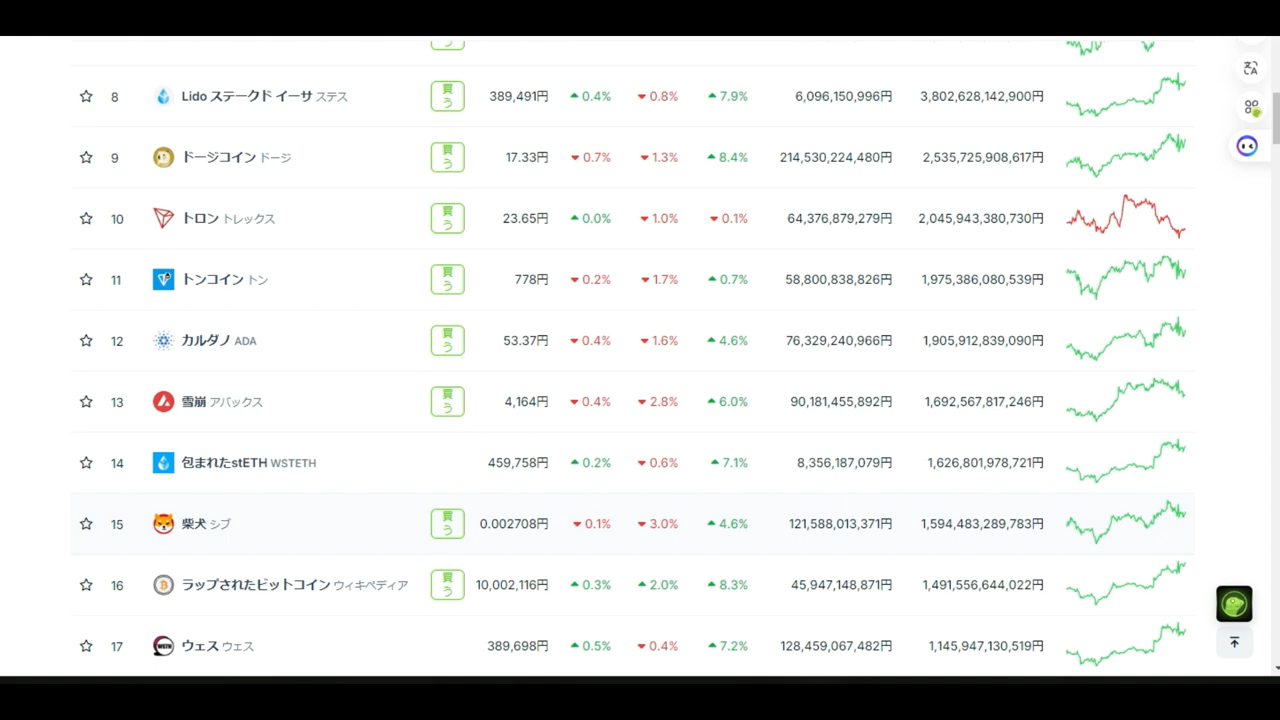 う
8 Lido ステークド イーサ ステス 買う 389,491円 0.4% 0.8% 7.9% 6,096,150,996円 3,802,628,142,900円
9 ドージコイン ドージ 買う 17.33円 0.7% 1.3% 8.4% 214,530,224,480円 2,535,725,908,617円
10 トロン トレックス 買う 23.65円 0.0% 1.0% 0.1% 64,376,879,279円 2,045,943,380,730円
11 トンコイン トン 買う 778円 0.2% 1.7% 0.7% 58,800,838,826円 1,975,386,080,539円
12 カルダノ ADA 買う 53.37円 0.4% 1.6% 4.6% 76,329,240,966円 1,905,912,839,090円
13 雪崩 アバックス 買う 4,164円 0.4% 2.8% 6.0% 90,181,455,892円 1,692,567,817,246円
14 包まれたstETH WSTETH 459,758円 0.2% 0.6% 7.1% 8,356,187,079円 1,626,801,978,721円
15 柴犬 シブ 買う 0.002708円 0.1% 3.0% 4.6% 121,588,013,371円 1,594,483,289,783円
16 ラップされたビットコイン ウィキペディア 買う 10,002,116円 0.3% 2.0% 8.3% 45,947,148,871円 1,491,556,644,022円
17 WETH ウェス ウェス 389,698円 0.5% 0.4% 7.2% 128,459,067,482円 1,145,947,130,519円